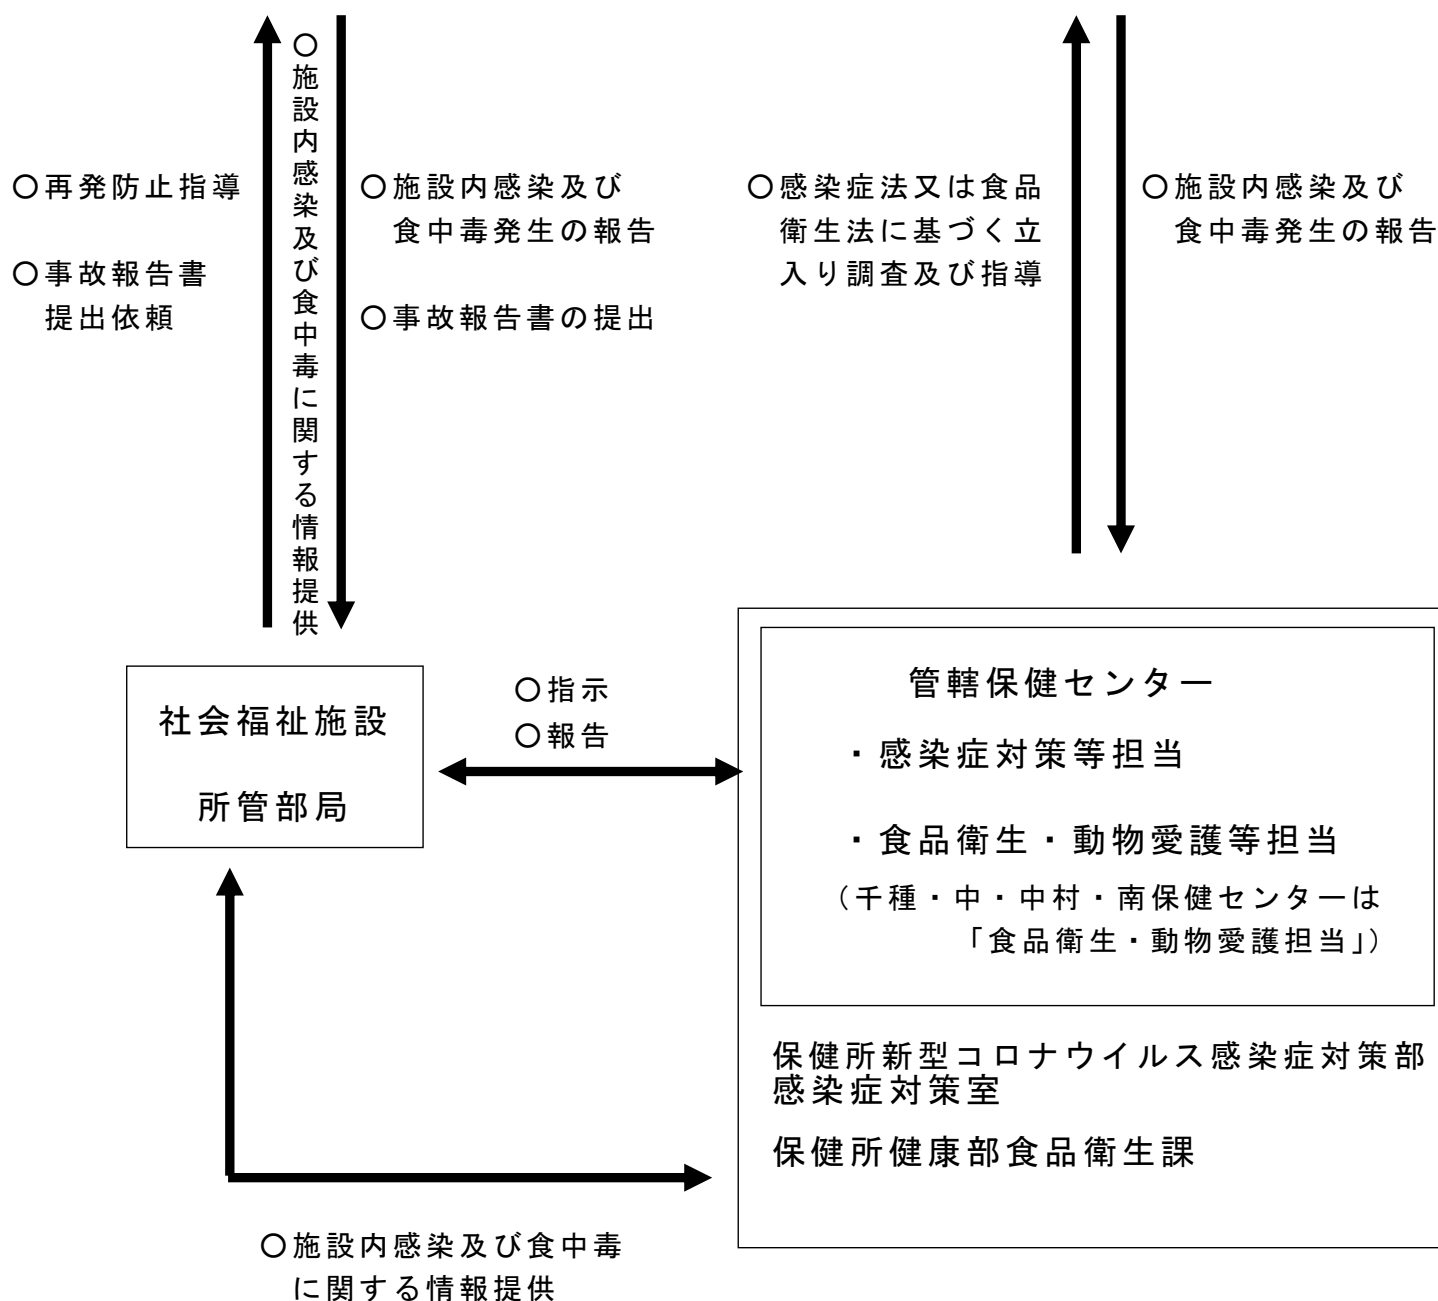 ○再発防止指導
○事故報告書
提出依頼
○施設内感染及び食中毒に関する情報提供
○施設内感染及び
食中毒発生の報告
○事故報告書の提出
○感染症法又は食品
衛生法に基づく立
入り調査及び指導
○施設内感染及び
食中毒発生の報告
社会福祉施設
所管部局
○指示
○報告
管轄保健センター
・感染症対策等担当
・食品衛生・動物愛護等担当
（千種・中・中村・南保健センターは
「食品衛生・動物愛護担当」）
保健所新型コロナウイルス感染症対策部
感染症対策室
保健所健康部食品衛生課
○施設内感染及び食中毒
に関する情報提供